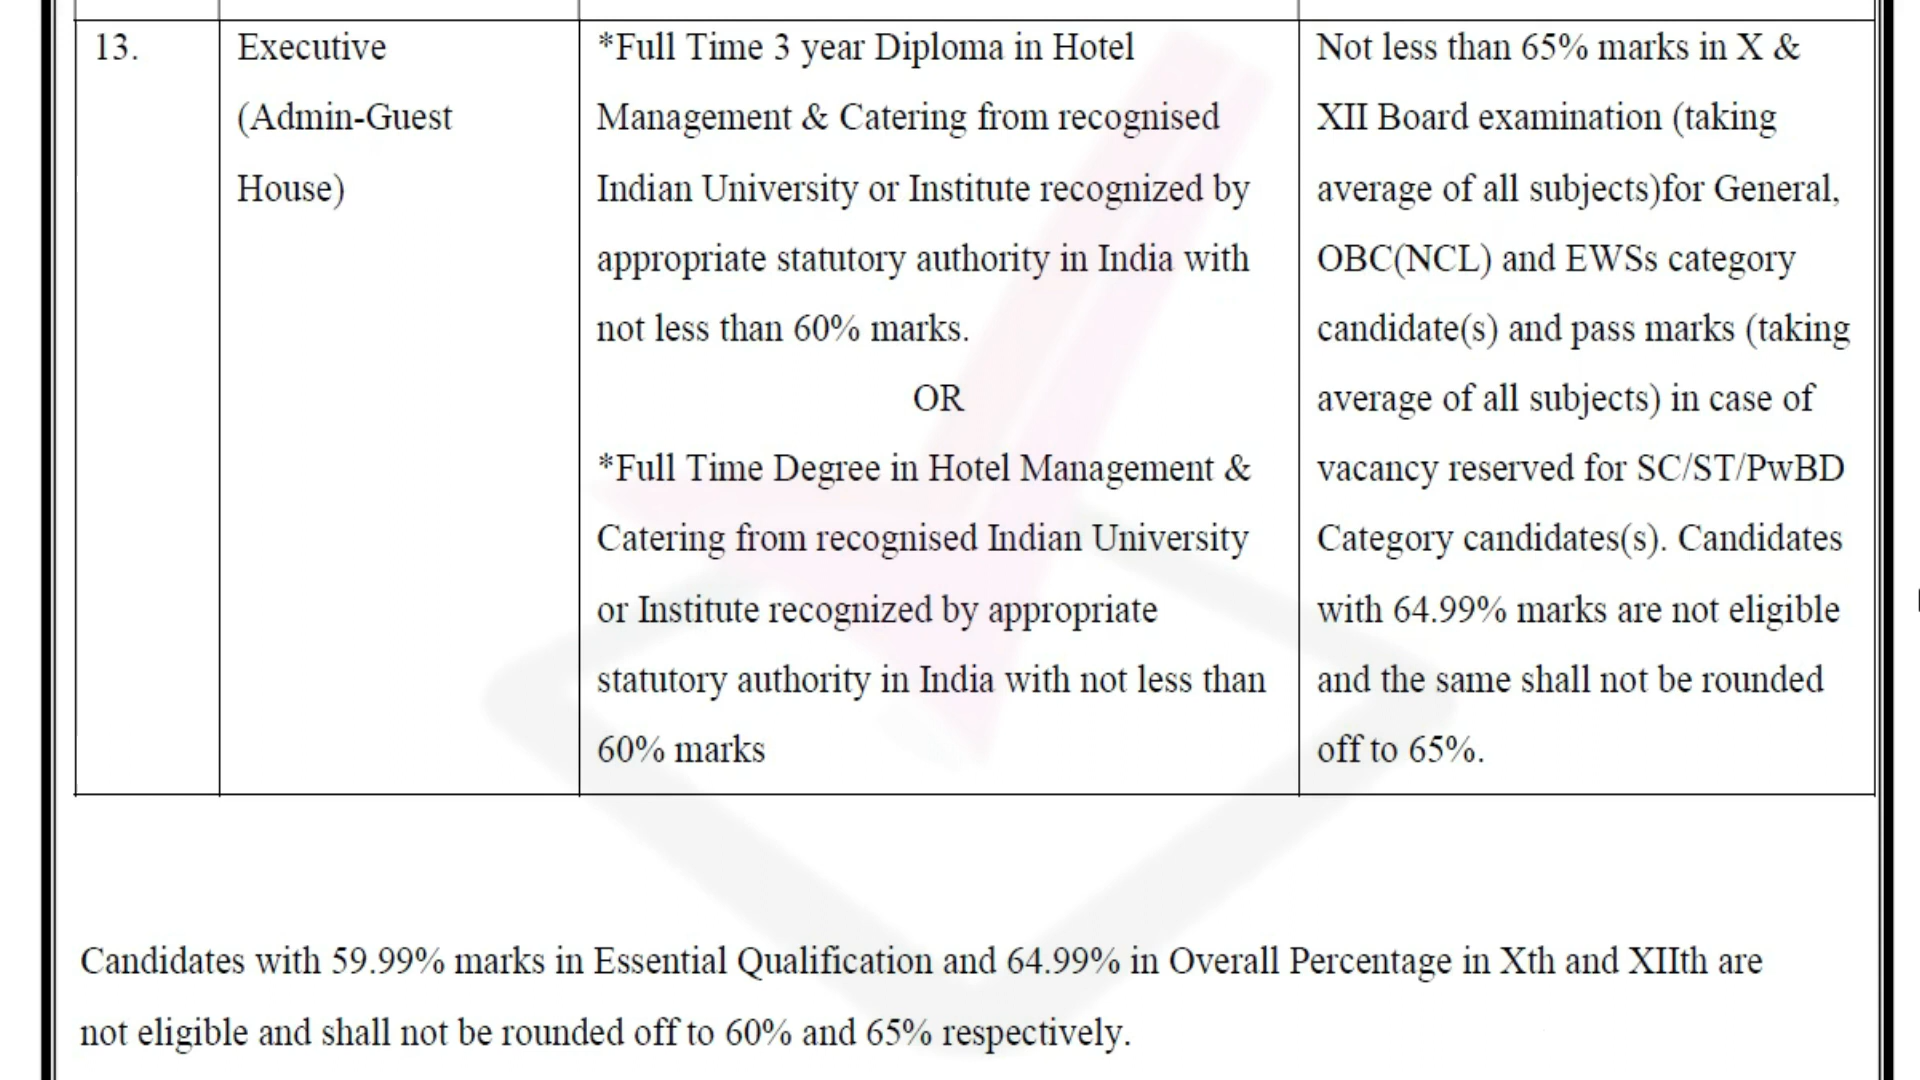 13.
Executive
(Admin-Guest
House)
*Full Time 3 year Diploma in Hotel
Management & Catering from recognised
Indian University or Institute recognized by
appropriate statutory authority in India with
not less than 60% marks.
OR
*Full Time Degree in Hotel Management &
Catering from recognised Indian University
or Institute recognized by appropriate
statutory authority in India with not less than
60% marks
Not less than 65% marks in X &
XII Board examination (taking
average of all subjects)for General,
OBC(NCL) and EWSs category
candidate(s) and pass marks (taking
average of all subjects) in case of
vacancy reserved for SC/ST/PwBD
Category candidates(s). Candidates
with 64.99% marks are not eligible
and the same shall not be rounded
off to 65%.
Candidates with 59.99% marks in Essential Qualification and 64.99% in Overall Percentage in Xth and XIIth are
not eligible and shall not be rounded off to 60% and 65% respectively.